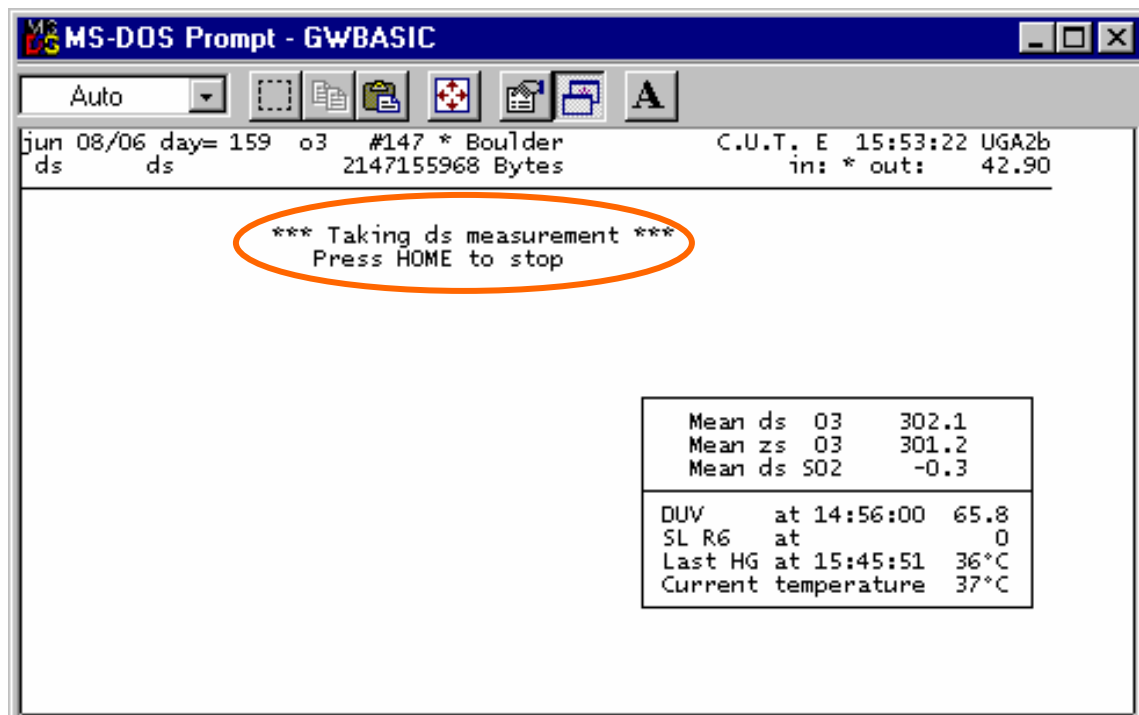 MS-DOS Prompt - GWBASIC
Auto
A
jun 08/06 day= 159 o3 #147 * Boulder C.U.T. E 15:53:22 UGA2b
ds ds 2147155968 Bytes in: * out: 42.90
*** Taking ds measurement ***
Press HOME to stop
Mean ds O3 302.1
Mean zs O3 301.2
Mean ds SO2 -0.3
DUV at 14:56:00 65.8
SL R6 at 0
Last HG at 15:45:51 36°C
Current temperature 37°C